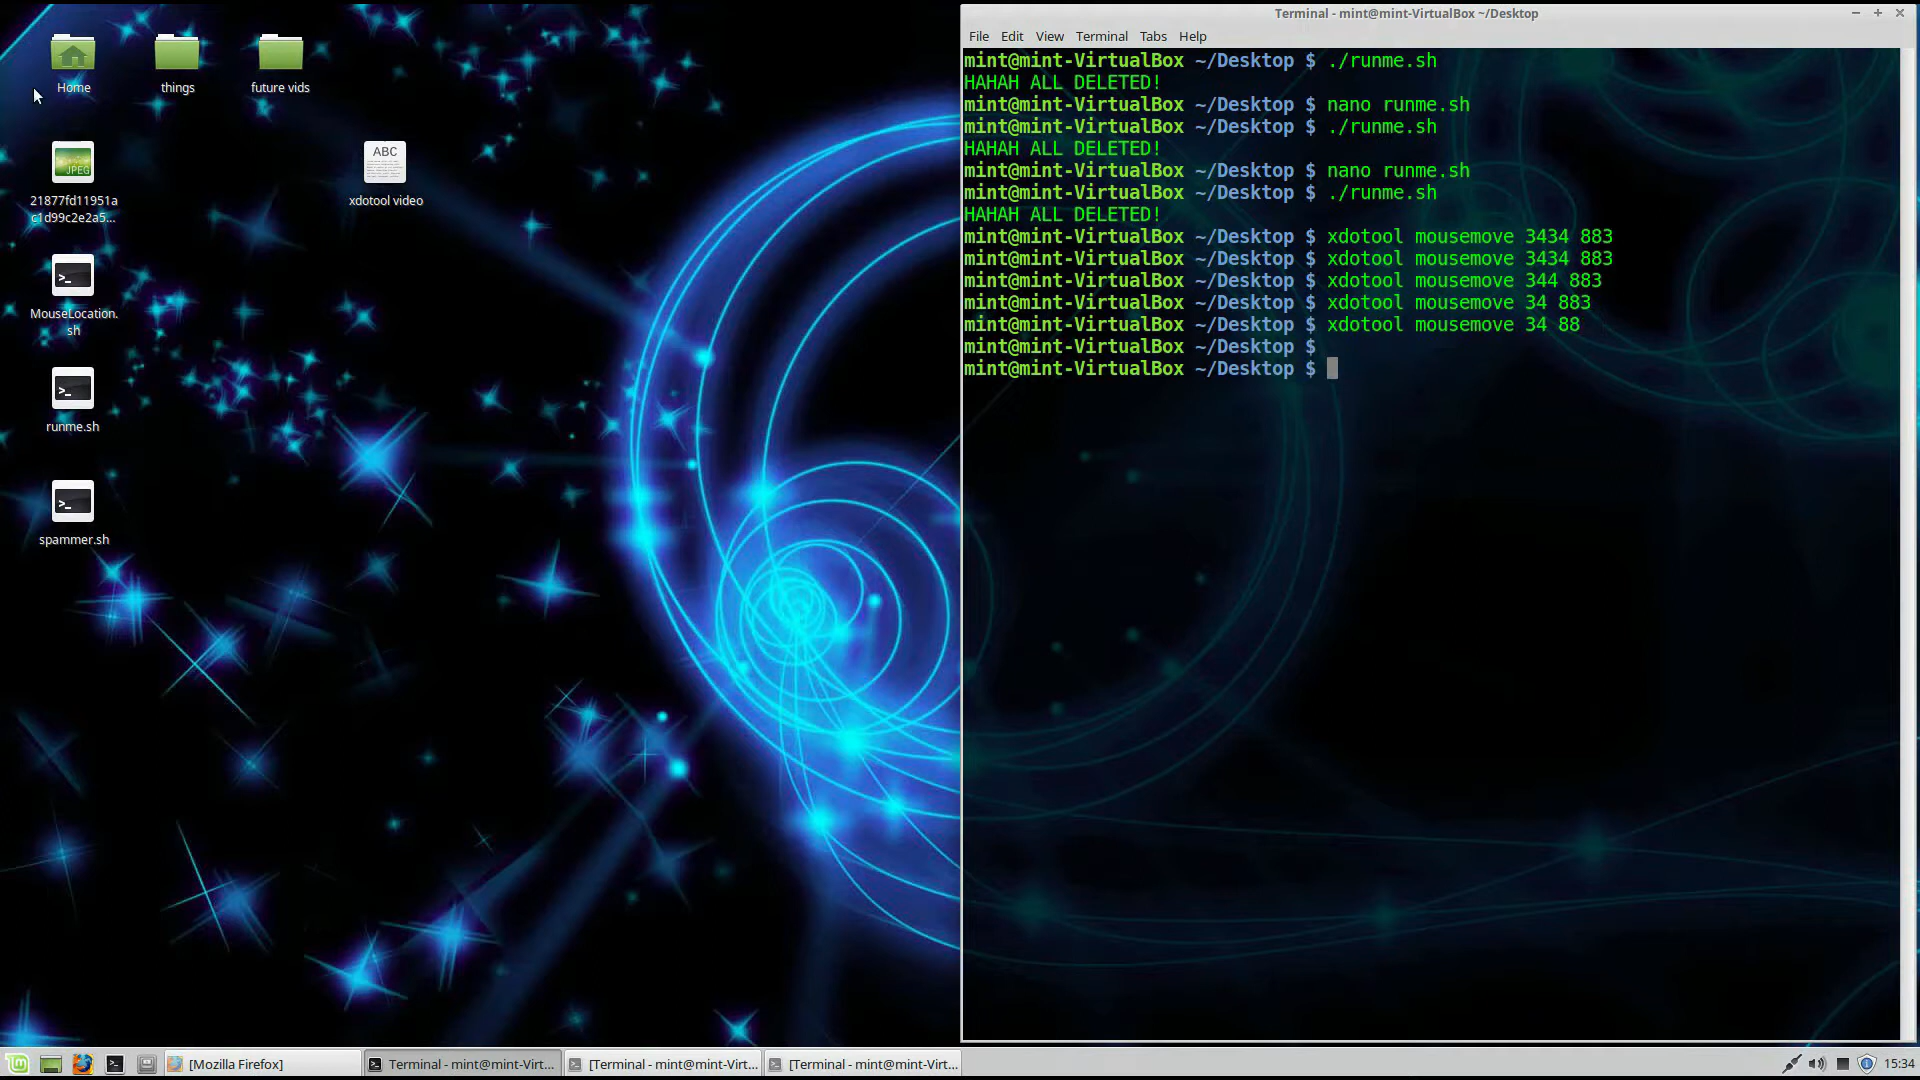 Terminal - mint@mint-VirtualBox ~/Desktop
File Edit View Terminal Tabs Help
mint@mint-VirtualBox ~/Desktop $ ./runme.sh
HAHAH ALL DELETED!
mint@mint-VirtualBox ~/Desktop $ nano runme.sh
mint@mint-VirtualBox ~/Desktop $ ./runme.sh
HAHAH ALL DELETED!
mint@mint-VirtualBox ~/Desktop $ nano runme.sh
mint@mint-VirtualBox ~/Desktop $ ./runme.sh
HAHAH ALL DELETED!
mint@mint-VirtualBox ~/Desktop $ xdotool mousemove 3434 883
mint@mint-VirtualBox ~/Desktop $ xdotool mousemove 3434 883
mint@mint-VirtualBox ~/Desktop $ xdotool mousemove 344 883
mint@mint-VirtualBox ~/Desktop $ xdotool mousemove 34 883
mint@mint-VirtualBox ~/Desktop $ xdotool mousemove 34 88
mint@mint-VirtualBox ~/Desktop $
mint@mint-VirtualBox ~/Desktop $
Home
things
future vids
JPEG
21877fd11951a
c1d99c2e2a5...
ABC
xdotool video
>_
MouseLocation.
sh
>_
runme.sh
>_
spammer.sh
[Mozilla Firefox]
Terminal - mint@mint-Virt...
[Terminal - mint@mint-Virt...
[Terminal - mint@mint-Virt...
15:34